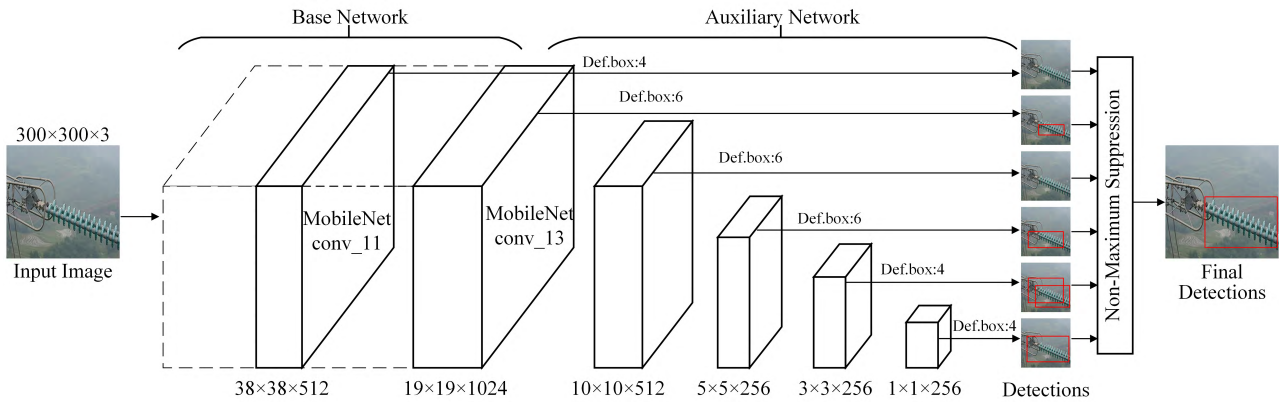 Base Network
Auxiliary Network
Def.box:4
Def.box:6
300×300×3
Def.box:6
MobileNet
conv_11
MobileNet
conv_13
Def.box:6
Def.box:4
Def.box:4
Non-Maximum Suppression
Input Image
Final
Detections
38×38×512
19×19×1024
10×10×512
5×5×256
3×3×256
1×1×256
Detections